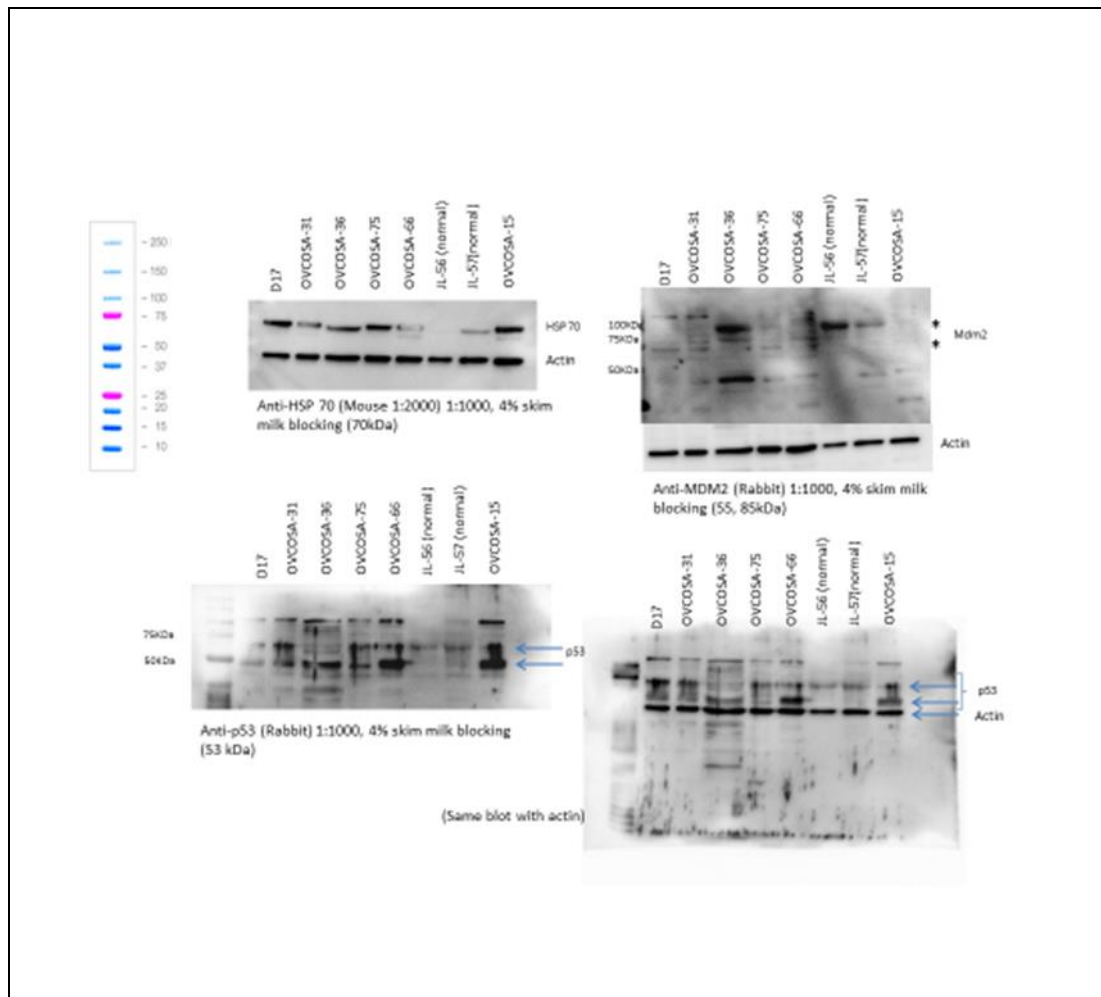 250
150
100
75
50
37
25
20
15
10
D17
OVCOSA-31
OVCOSA-36
OVCOSA-75
OVCOSA-66
JL-56 (normal)
JL-57[normal]
OVCOSA-15
HSP 70
Actin
Anti-HSP 70 (Mouse 1:2000) 1:1000, 4% skim
milk blocking (70kDa)
D17
OVCOSA-31
OVCOSA-36
OVCOSA-75
OVCOSA-66
JL-56 (normal)
JL-57[normal]
OVCOSA-15
100KDa
75KDa
50KDa
*
*
Mdm2
Actin
Anti-MDM2 (Rabbit) 1:1000, 4% skim milk
blocking (55, 85kDa)
D17
OVCOSA-31
OVCOSA-36
OVCOSA-75
OVCOSA-66
JL-56 [normal]
JL-57 (normal)
OVCOSA-15
75KDa
50KDa
p53
Anti-p53 (Rabbit) 1:1000, 4% skim milk blocking
(53 kDa)
D17
OVCOSA-31
OVCOSA-36
OVCOSA-75
OVCOSA-66
JL-56 (normal)
JL-57[normal]
OVCOSA-15
p53
Actin
(Same blot with actin)